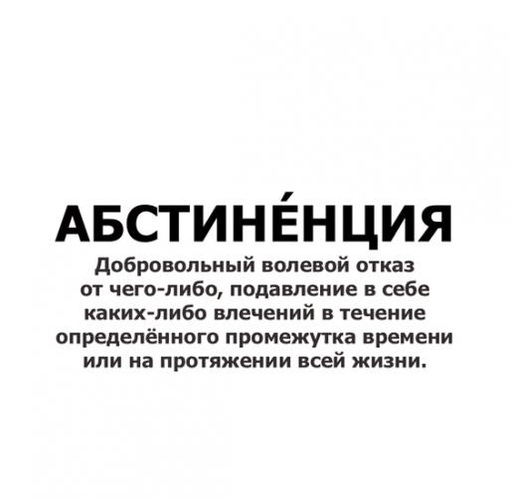 АБСТИНЕ́НЦИЯ
Добровольный волевой отказ
от чего-либо, подавление в себе
каких-либо влечений в течение
определённого промежутка времени
или на протяжении всей жизни.